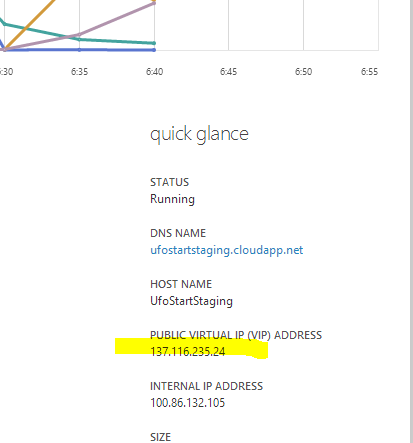 :30 6:35 6:40 6:45 6:50 6:55
quick glance
STATUS
Running
DNS NAME
ufostartstaging.cloudapp.net
HOST NAME
UfoStartStaging
PUBLIC VIRTUAL IP (VIP) ADDRESS
137.116.235.24
INTERNAL IP ADDRESS
100.86.132.105
SIZE